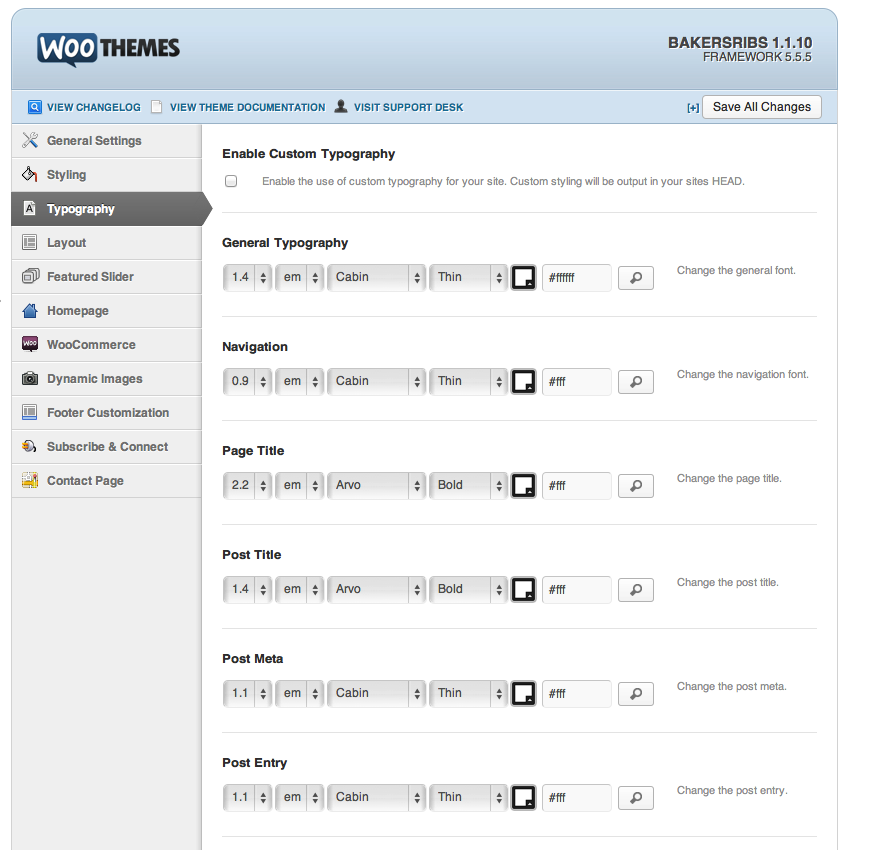 WOO THEMES
BAKERSRIBS 1.1.10
FRAMEWORK 5.5.5
VIEW CHANGELOG VIEW THEME DOCUMENTATION VISIT SUPPORT DESK [+] Save All Changes
General Settings
Styling
Typography
Layout
Featured Slider
Homepage
WooCommerce
Dynamic Images
Footer Customization
Subscribe & Connect
Contact Page
Enable Custom Typography
Enable the use of custom typography for your site. Custom styling will be output in your sites HEAD.
General Typography
1.4 em Cabin Thin #ffffff Change the general font.
Navigation
0.9 em Cabin Thin #fff Change the navigation font.
Page Title
2.2 em Arvo Bold #fff Change the page title.
Post Title
1.4 em Arvo Bold #fff Change the post title.
Post Meta
1.1 em Cabin Thin #fff Change the post meta.
Post Entry
1.1 em Cabin Thin #fff Change the post entry.